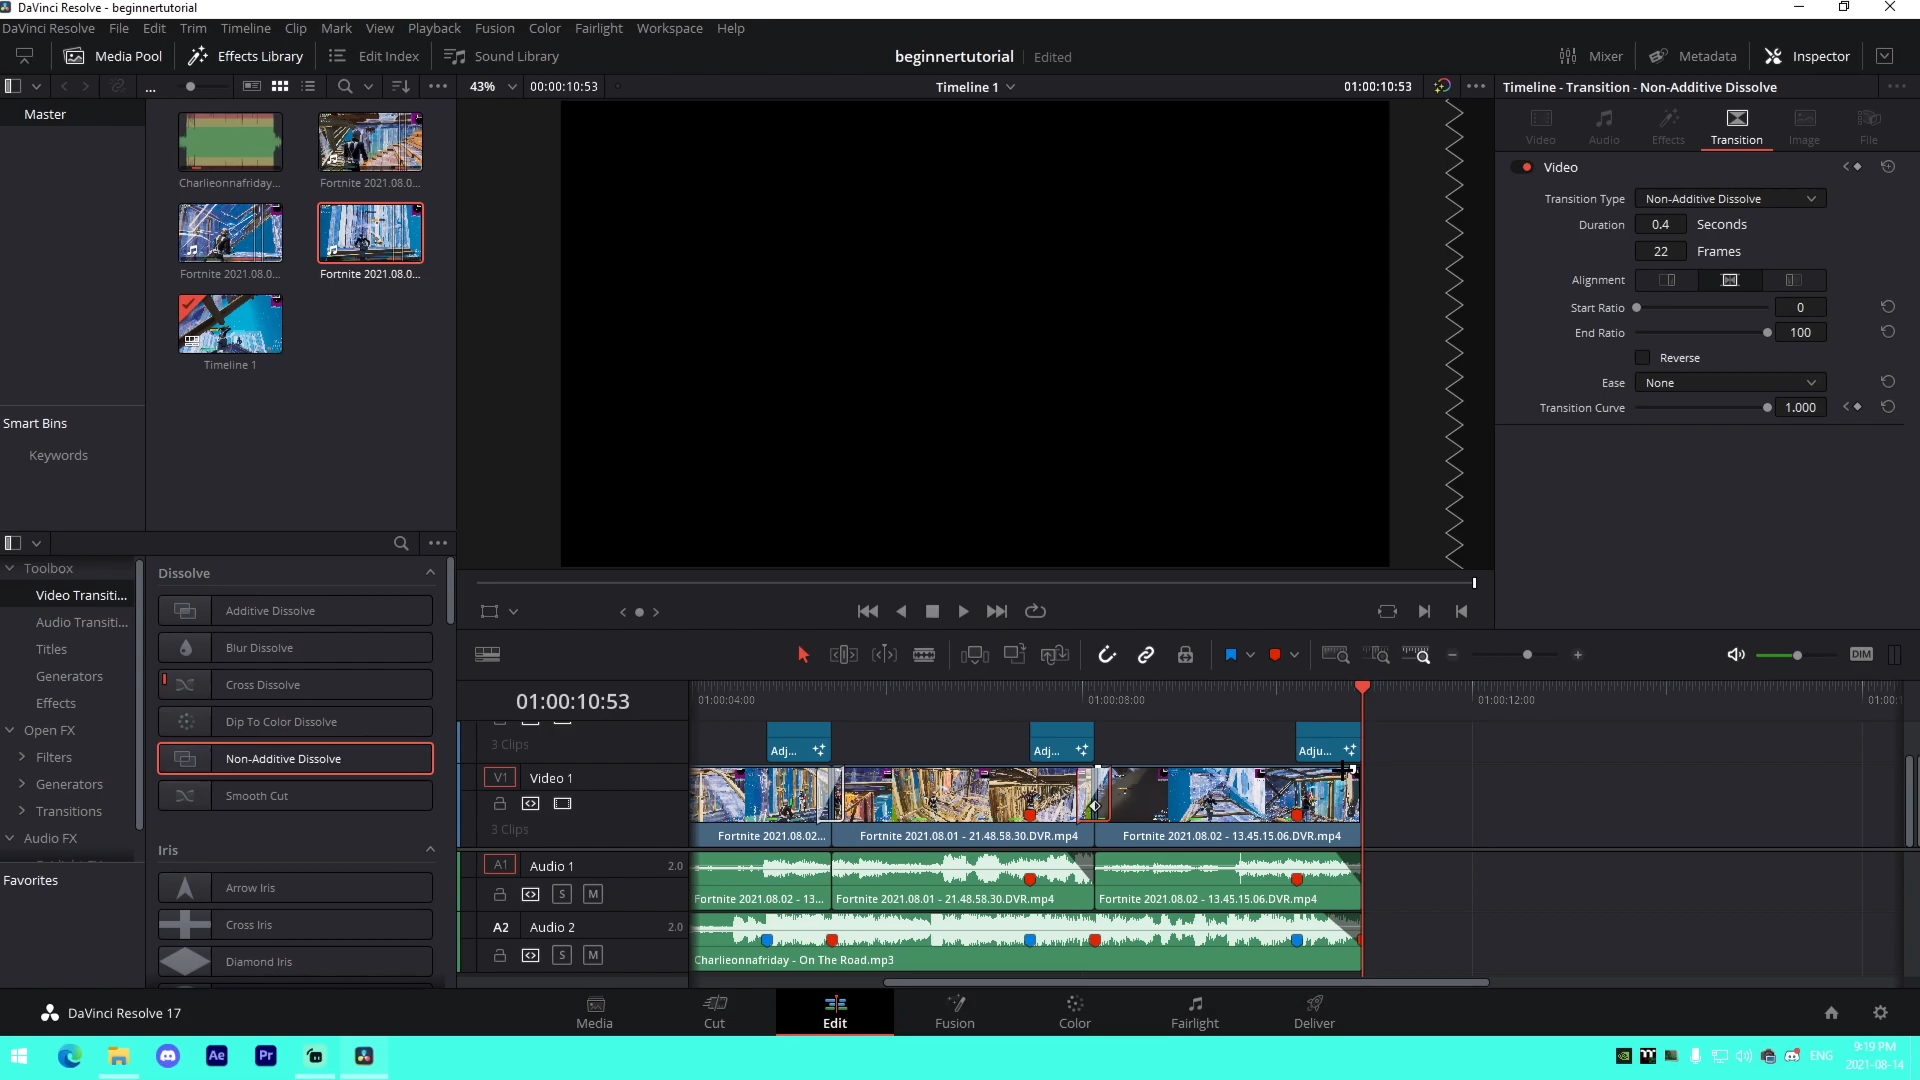 DaVinci Resolve - beginnertutorial
DaVinci Resolve File Edit Trim Timeline Clip Mark View Playback Fusion Color Fairlight Workspace Help
Media Pool Effects Library Edit Index Sound Library beginnertutorial Edited Mixer Metadata Inspector
... 43% 00:00:10:53 Timeline 1 01:00:10:53 Timeline - Transition - Non-Additive Dissolve
Master
Charlieonnafriday... Fortnite 2021.08.0...
Fortnite 2021.08.0... Fortnite 2021.08.0...
Timeline 1
Smart Bins
Keywords
Video Audio Effects Transition Image File
Video
Transition Type Non-Additive Dissolve
Duration 0.4 Seconds
22 Frames
Alignment
Start Ratio 0
End Ratio 100
Reverse
Ease None
Transition Curve 1.000
Toolbox
Video Transiti...
Audio Transiti...
Titles
Generators
Effects
Open FX
Filters
Generators
Transitions
Audio FX
Favorites
Dissolve
Additive Dissolve
Blur Dissolve
Cross Dissolve
Dip To Color Dissolve
Non-Additive Dissolve
Smooth Cut
Iris
Arrow Iris
Cross Iris
Diamond Iris
DIM
01:00:10:53 01:00:04:00 01:00:08:00 01:00:12:00
3 Clips Adj... Adj... Adju...
V1 Video 1
3 Clips Fortnite 2021.08.02... Fortnite 2021.08.01 - 21.48.58.30.DVR.mp4 Fortnite 2021.08.02 - 13.45.15.06.DVR.mp4
A1 Audio 1 2.0
S M Fortnite 2021.08.02 - 13... Fortnite 2021.08.01 - 21.48.58.30.DVR.mp4 Fortnite 2021.08.02 - 13.45.15.06.DVR.mp4
A2 Audio 2 2.0
S M Charlieonnafriday - On The Road.mp3
DaVinci Resolve 17 Media Cut Edit Fusion Color Fairlight Deliver
Ae Pr ENG 9:19 PM
2021-08-14